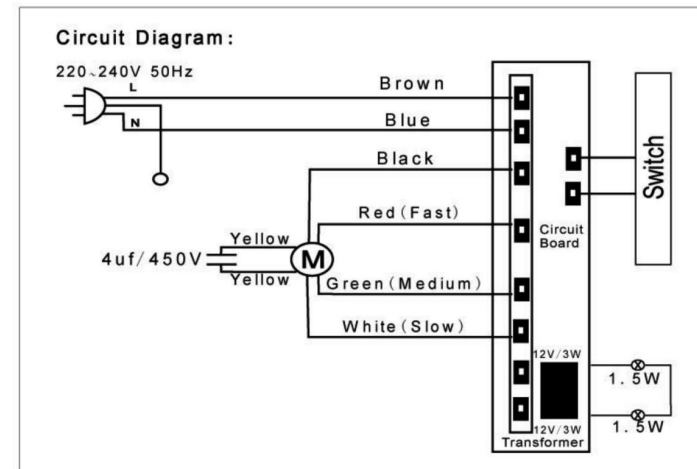 Circuit Diagram:
220~240V 50Hz
L
N
Brown
Blue
Black
Red(Fast)
Yellow
4uf/450V
M
Yellow
Green(Medium)
White(Slow)
Circuit
Board
Switch
12V/3W
12V/3W
Transformer
1.5W
1.5W